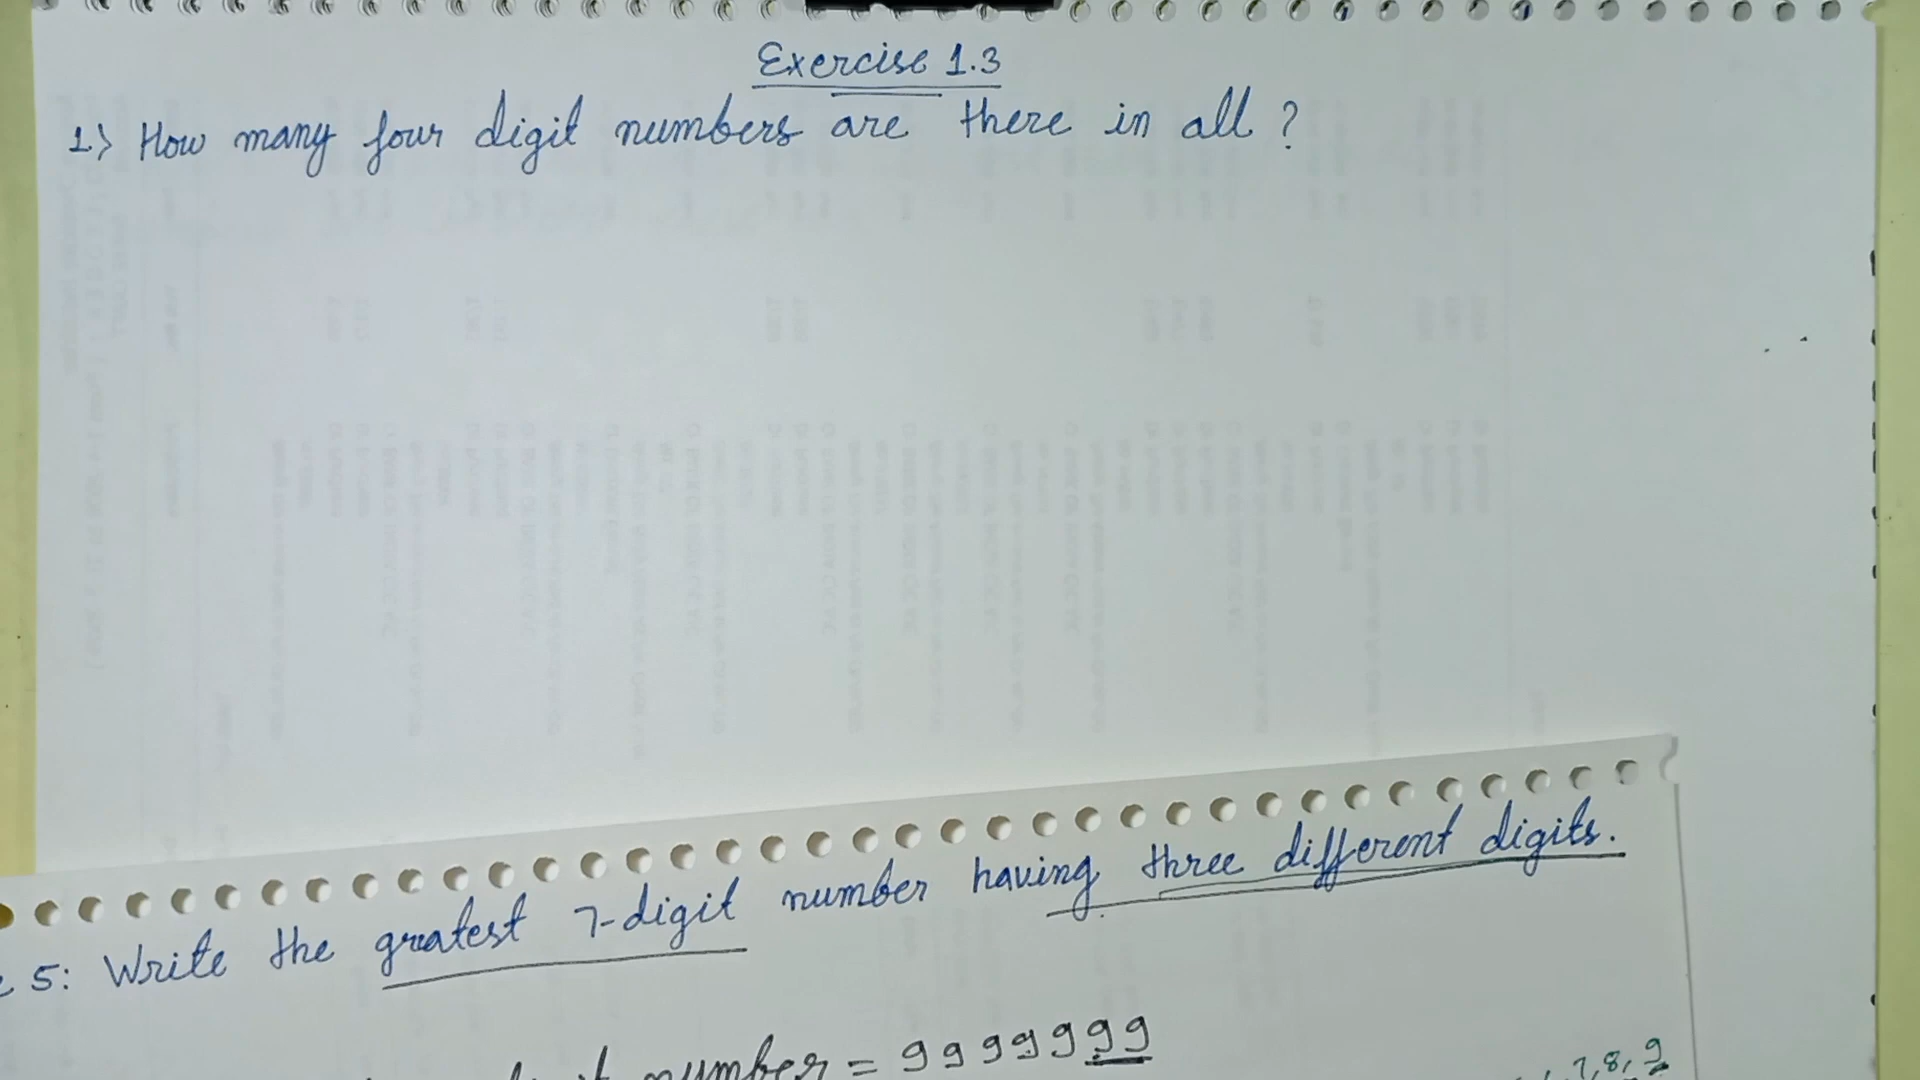 Exercise 1.3
1) How many four digit numbers are there in all ?
5: Write the greatest 7-digit number having three different digits.
number = 9999999
7,8,9